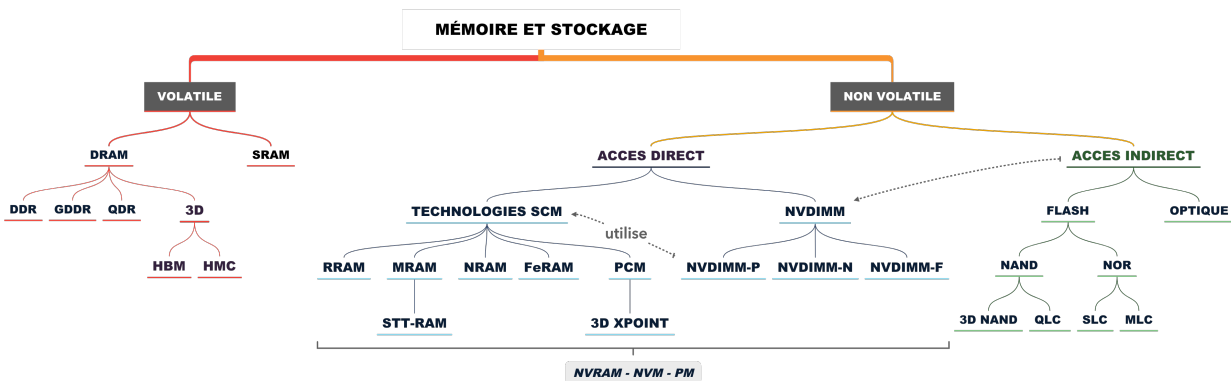 MÉMOIRE ET STOCKAGE
VOLATILE
NON VOLATILE
DRAM
SRAM
ACCES DIRECT
ACCES INDIRECT
DDR
GDDR
QDR
3D
TECHNOLOGIES SCM
NVDIMM
FLASH
OPTIQUE
utilise
HBM
HMC
RRAM
MRAM
NRAM
FeRAM
PCM
NVDIMM-P
NVDIMM-N
NVDIMM-F
NAND
NOR
STT-RAM
3D XPOINT
3D NAND
QLC
SLC
MLC
NVRAM - NVM - PM